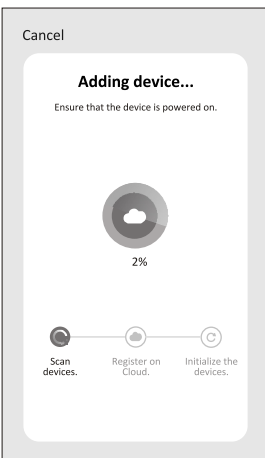 Cancel
Adding device...
Ensure that the device is powered on.
2%
Scan
devices.
Register on
Cloud.
Initialize the
devices.